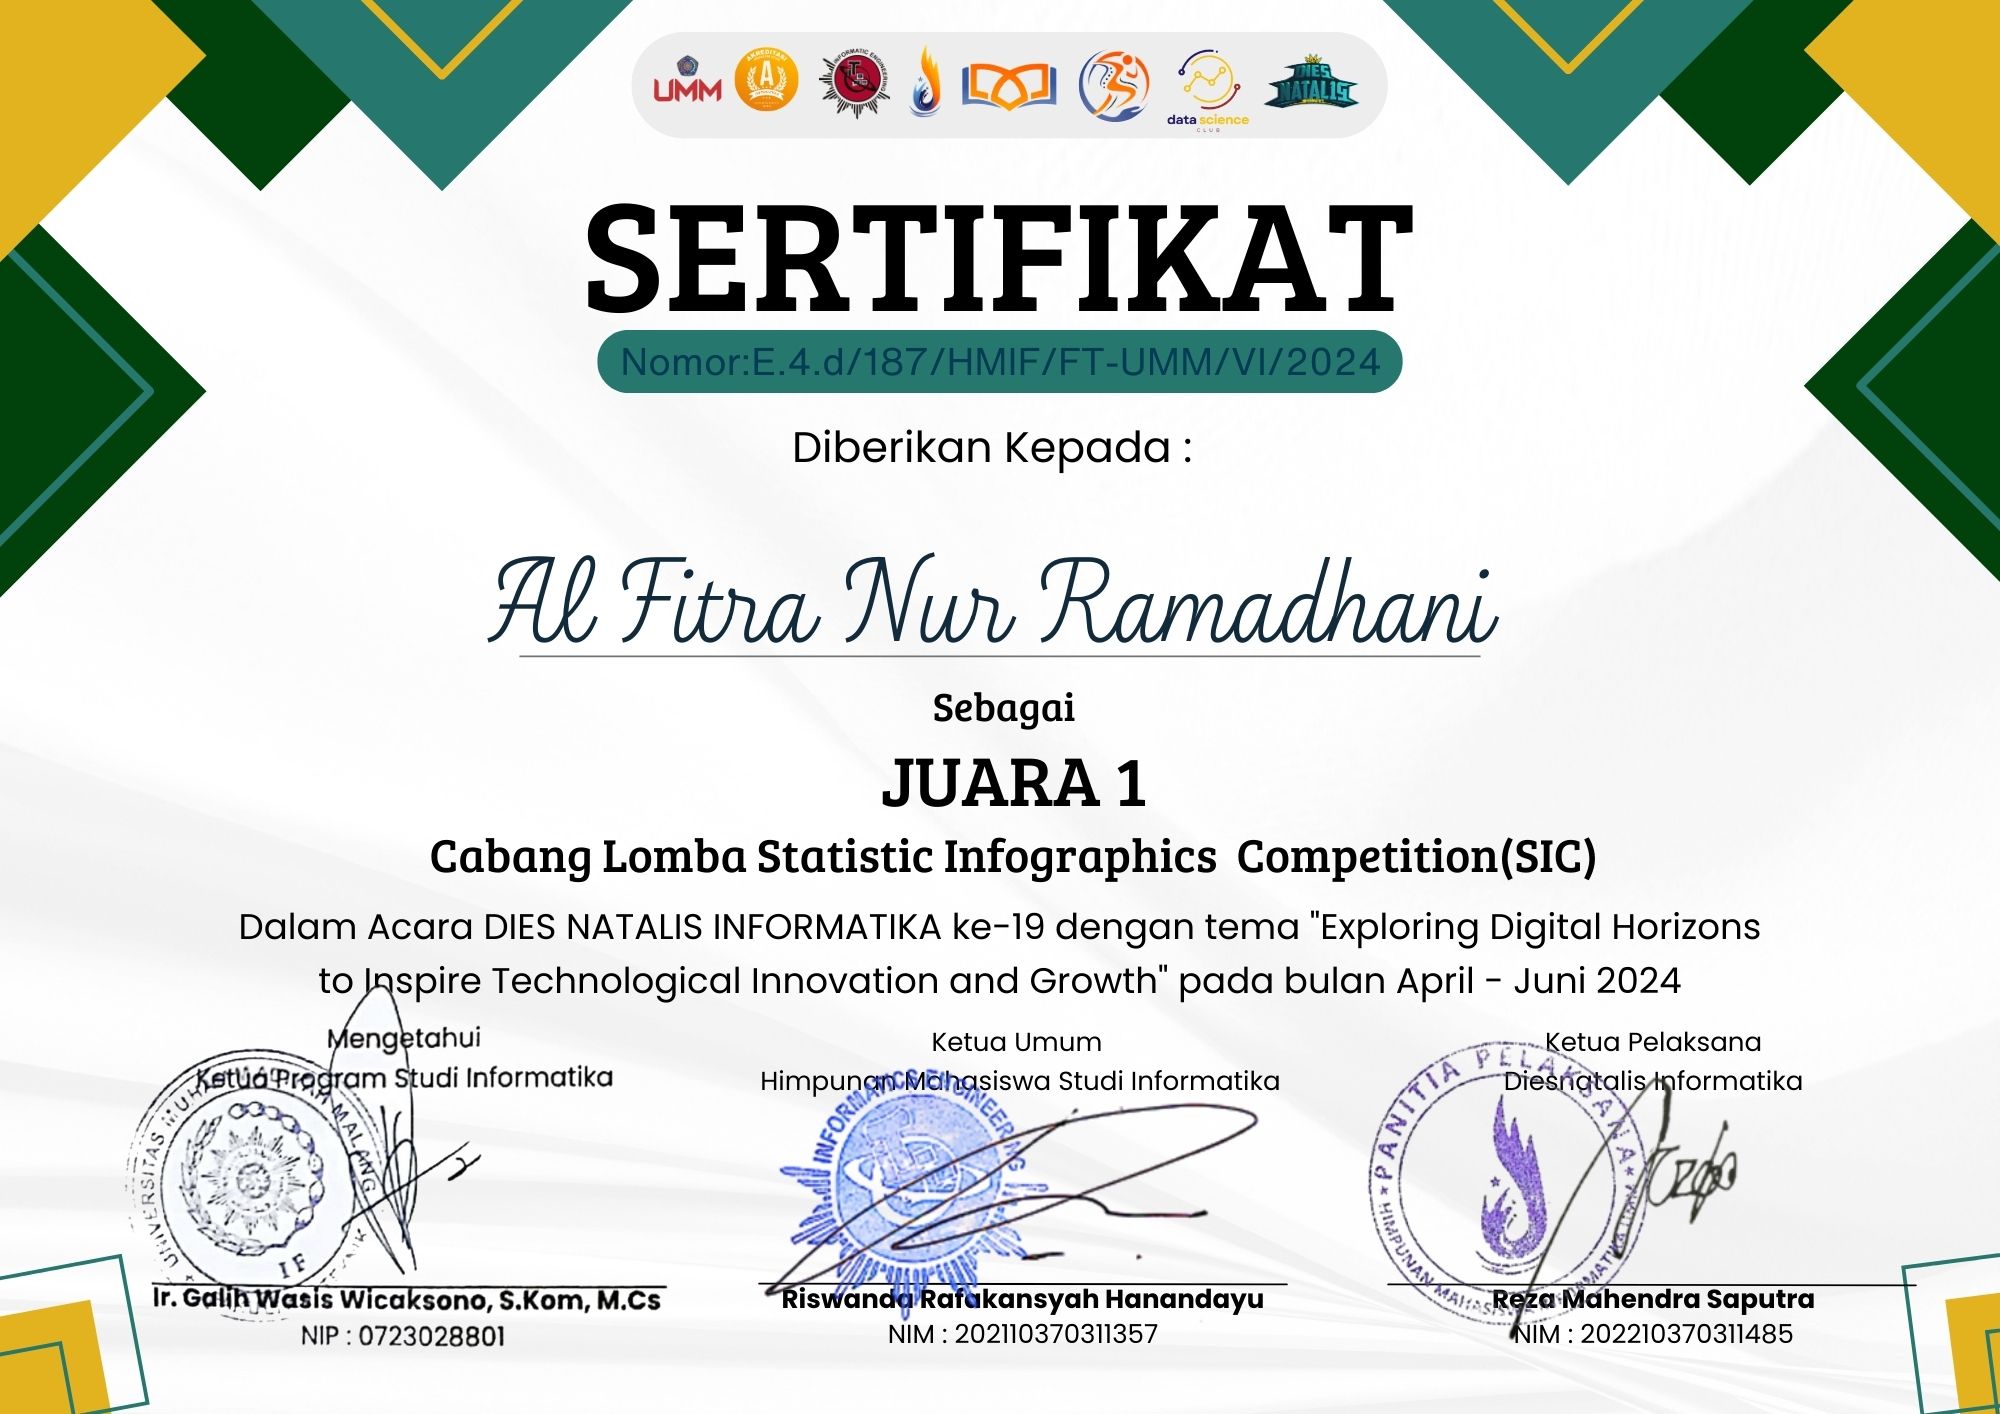 UMM
AKREDITASI
A
INFORMATIC ENGINEERING
data science
CLUB
DIES
NATALIS
SERTIFIKAT
Nomor:E.4.d/187/HMIF/FT-UMM/VI/2024
Diberikan Kepada :
Al Fitra Nur Ramadhani
Sebagai
JUARA 1
Cabang Lomba Statistic Infographics Competition(SIC)
Dalam Acara DIES NATALIS INFORMATIKA ke-19 dengan tema "Exploring Digital Horizons
to Inspire Technological Innovation and Growth" pada bulan April - Juni 2024
Mengetahui
Ketua Program Studi Informatika
UNIVERSITAS MUHAMMADIYAH MALANG
IF
Ir. Galih Wasis Wicaksono, S.Kom, M.Cs
NIP : 0723028801
Ketua Umum
Himpunan Mahasiswa Studi Informatika
INFORMATICS ENGINEERING
Riswanda Rafakansyah Hanandayu
NIM : 202110370311357
Ketua Pelaksana
Diesnatalis Informatika
PANITIA PELAKSANA
HIMPUNAN MAHASISWA INFORMATIKA UMM
Reza Mahendra Saputra
NIM : 202210370311485